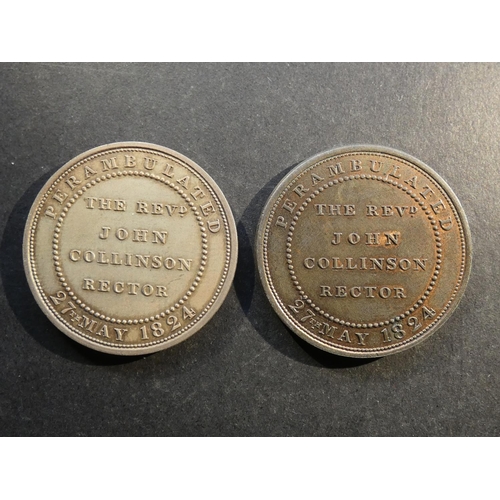 PERAMBULATED
THE REVᴰ
JOHN
COLLINSON
RECTOR
27TH MAY 1824
PERAMBULATED
THE REVᴰ
JOHN
COLLINSON
RECTOR
27TH MAY 1824